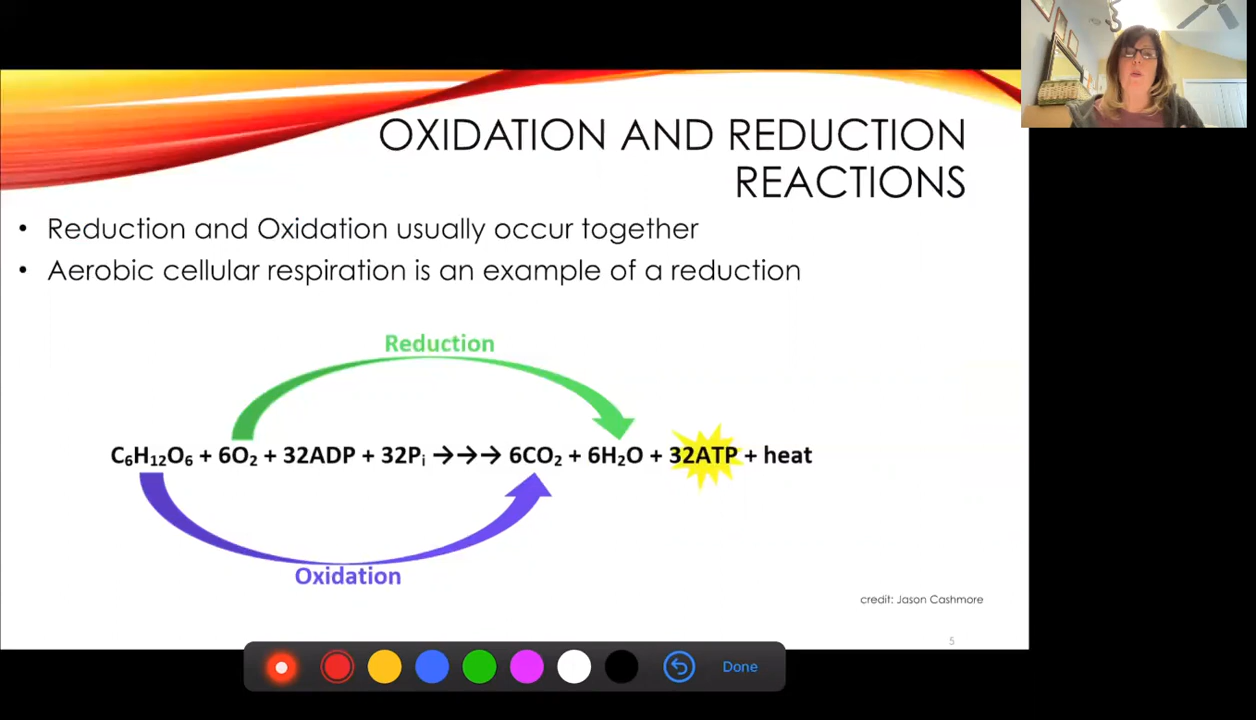 OXIDATION AND REDUCTION
REACTIONS
• Reduction and Oxidation usually occur together
• Aerobic cellular respiration is an example of a reduction
Reduction
C₆H₁₂O₆ + 6O₂ + 32ADP + 32Pᵢ →→→ 6CO₂ + 6H₂O + 32ATP + heat
Oxidation
credit: Jason Cashmore
5
Done